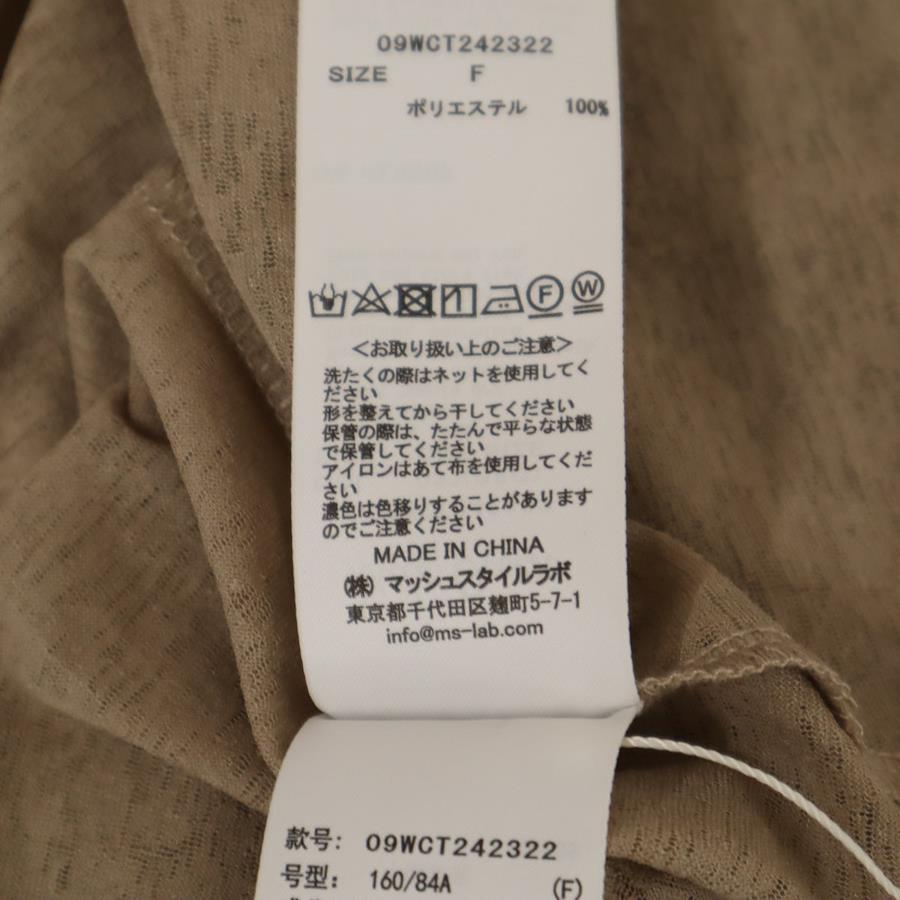 09WCT242322
SIZE F
ポリエステル 100%
F W
<お取り扱い上のご注意>
洗たくの際はネットを使用してく
ださい
形を整えてから干してください
保管の際は、たたんで平らな状態
で保管してください
アイロンはあて布を使用してくだ
さい
濃色は色移りすることがあります
のでご注意ください
MADE IN CHINA
㈱ マッシュスタイルラボ
東京都千代田区麹町5-7-1
info@ms-lab.com
款号: 09WCT242322
号型: 160/84A (F)